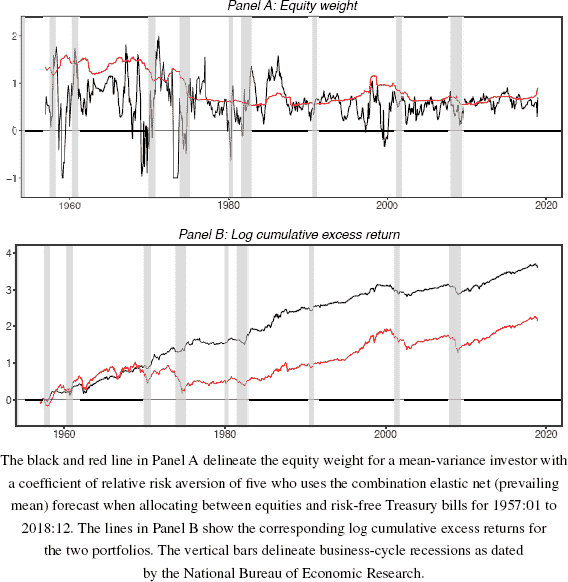 Panel A: Equity weight
2
1
0
−1
1960
1980
2000
2020
Panel B: Log cumulative excess return
4
3
2
1
0
1960
1980
2000
2020
The black and red line in Panel A delineate the equity weight for a mean-variance investor with
a coefficient of relative risk aversion of five who uses the combination elastic net (prevailing
mean) forecast when allocating between equities and risk-free Treasury bills for 1957:01 to
2018:12. The lines in Panel B show the corresponding log cumulative excess returns for
the two portfolios. The vertical bars delineate business-cycle recessions as dated
by the National Bureau of Economic Research.